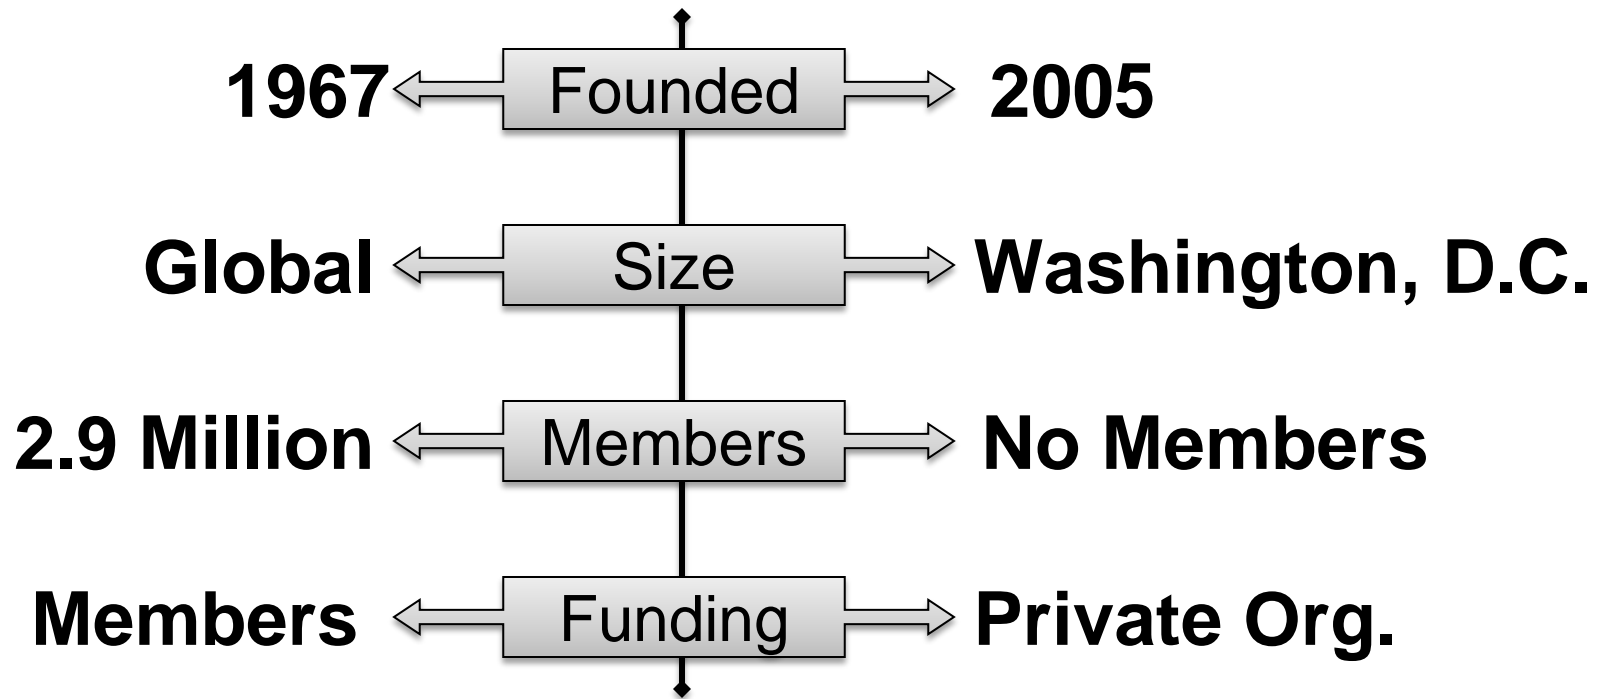 1967 Founded 2005
Global Size Washington, D.C.
2.9 Million Members No Members
Members Funding Private Org.